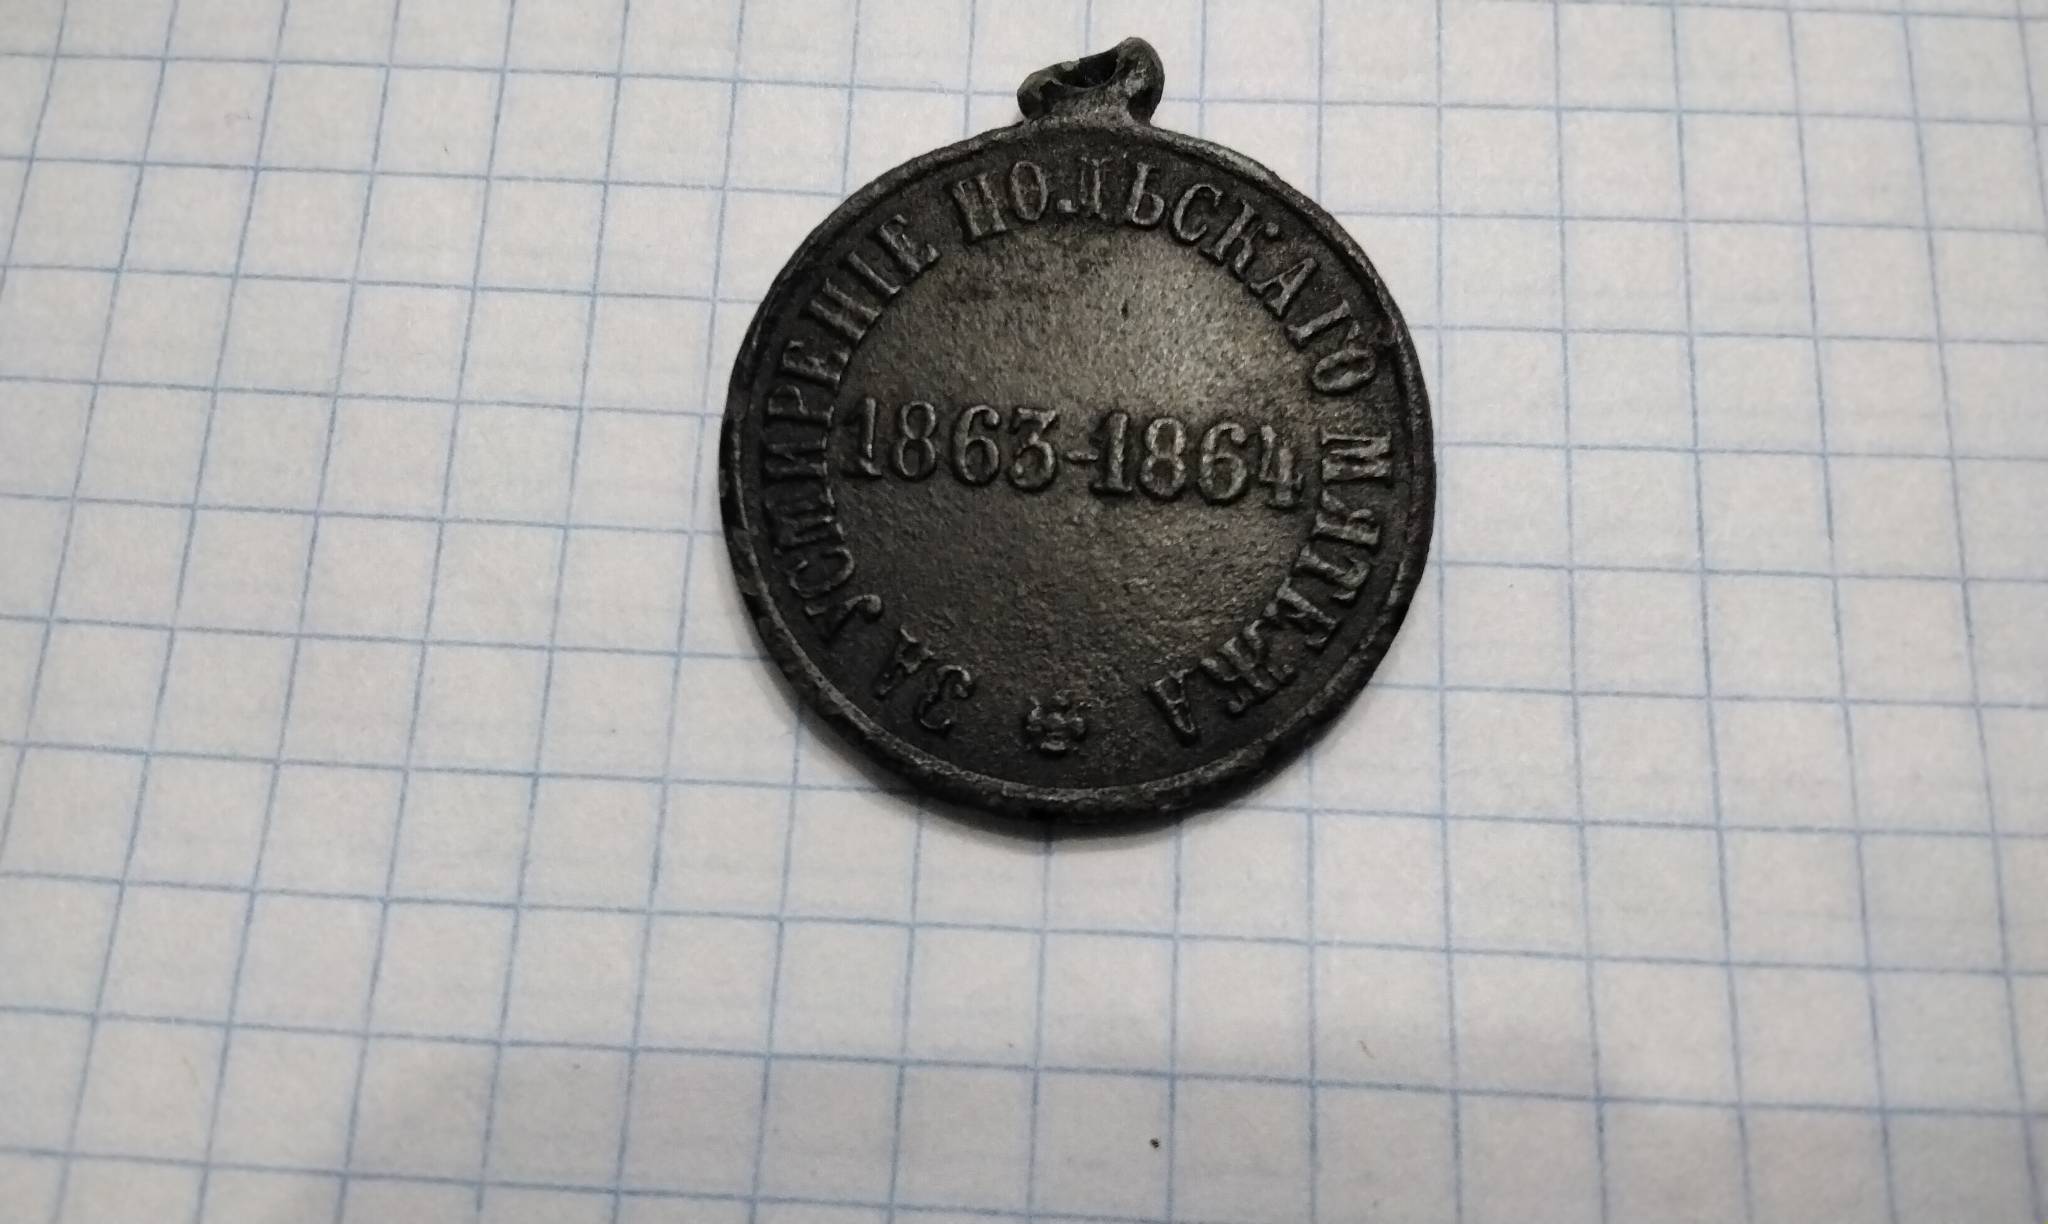 ЗА УСМИРЕНІЕ ПОЛЬСКАГО МЯТЕЖА
1863-1864